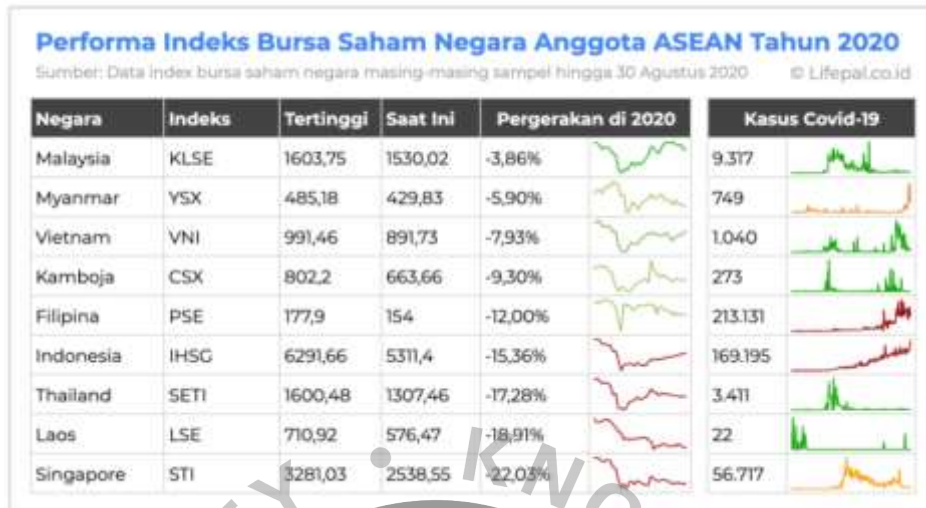 Performa Indeks Bursa Saham Negara Anggota ASEAN Tahun 2020
Sumber: Data index bursa saham negara masing-masing sampel hingga 30 Agustus 2020 © Lifepal.co.id
Negara Indeks Tertinggi Saat Ini Pergerakan di 2020 Kasus Covid-19
Malaysia KLSE 1603,75 1530,02 -3,86% 9.317
Myanmar YSX 485,18 429,83 -5,90% 749
Vietnam VNI 991,46 891,73 -7,93% 1.040
Kamboja CSX 802,2 663,66 -9,30% 273
Filipina PSE 177,9 154 -12,00% 213.131
Indonesia IHSG 6291,66 5311,4 -15,36% 169.195
Thailand SETI 1600,48 1307,46 -17,28% 3.411
Laos LSE 710,92 576,47 -18,91% 22
Singapore STI 3281,03 2538,55 -22,03% 56.717